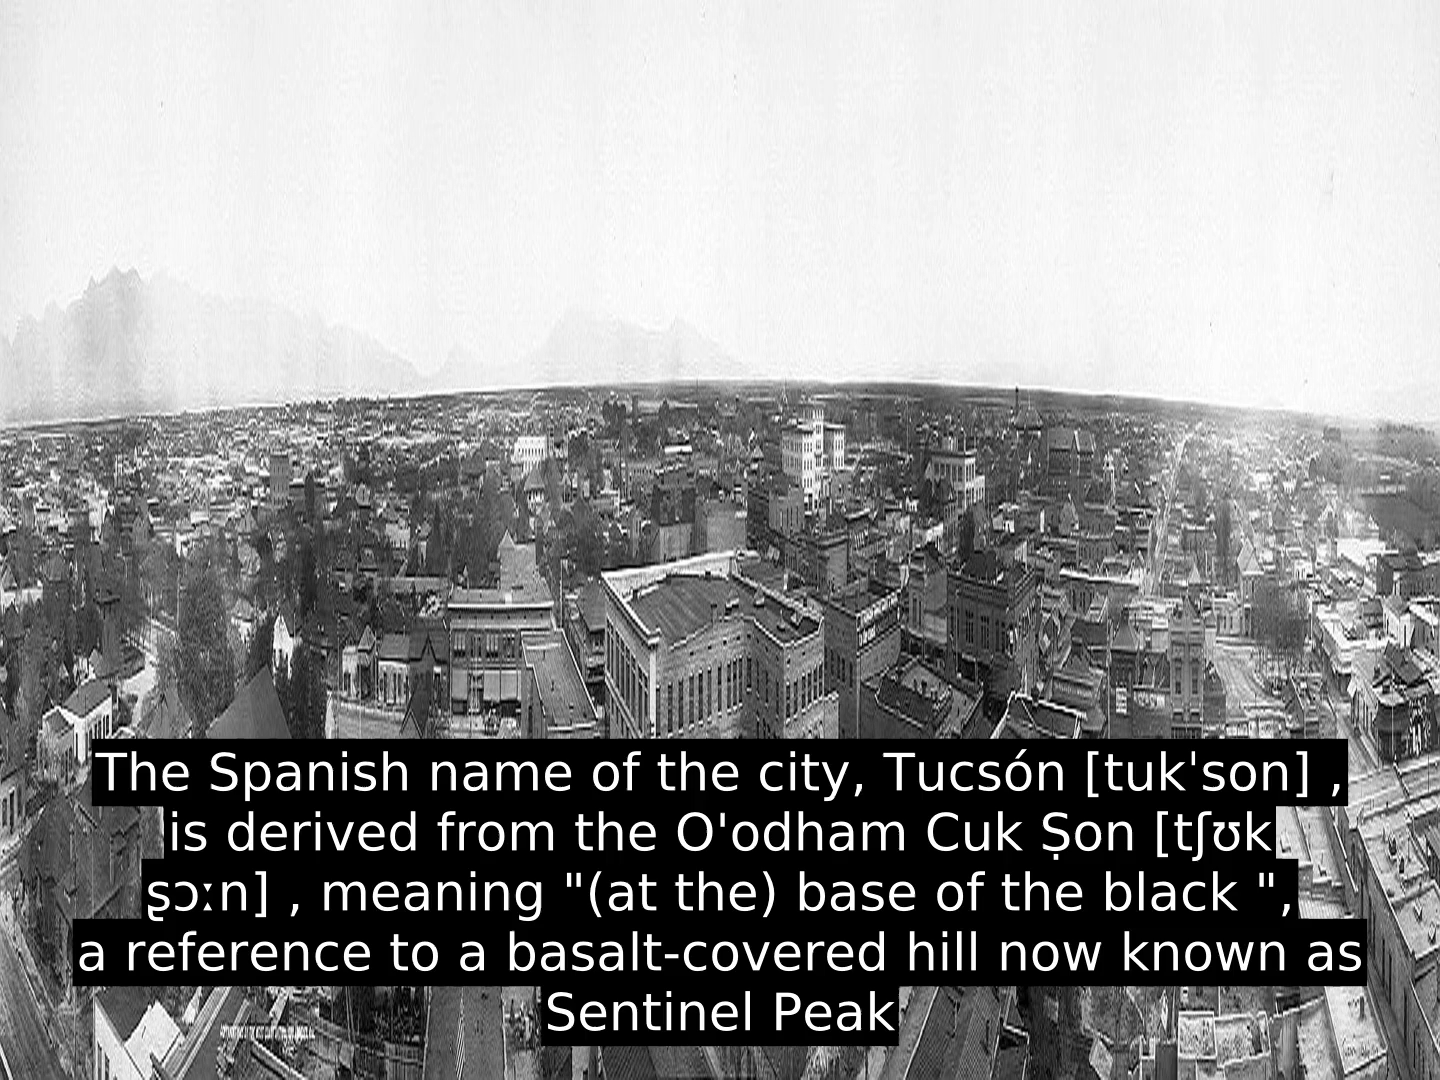 The Spanish name of the city, Tucsón [tuk'son] ,
is derived from the O'odham Cuk Ṣon [tʃʊk
ʂɔːn] , meaning "(at the) base of the black ",
a reference to a basalt-covered hill now known as
Sentinel Peak